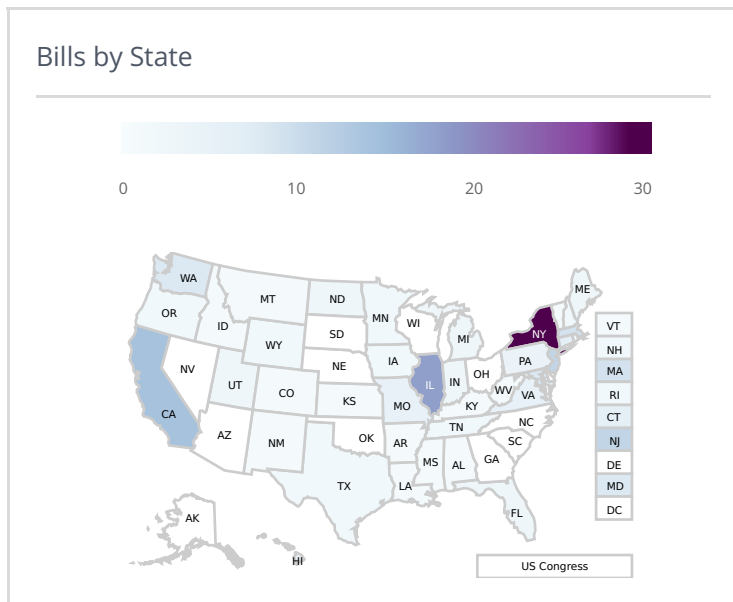 Bills by State
0 10 20 30
WA
MT
ND
ME
OR
MN
ID
WI
SD
NY
VT
MI
WY
NH
PA
IA
NE
NV
MA
OH
UT
IL
IN
CO
RI
WV
VA
KS
MO
KY
CA
CT
NC
TN
AZ
OK
NJ
NM
AR
SC
GA
MS
AL
DE
TX
LA
MD
FL
DC
AK
HI
US Congress